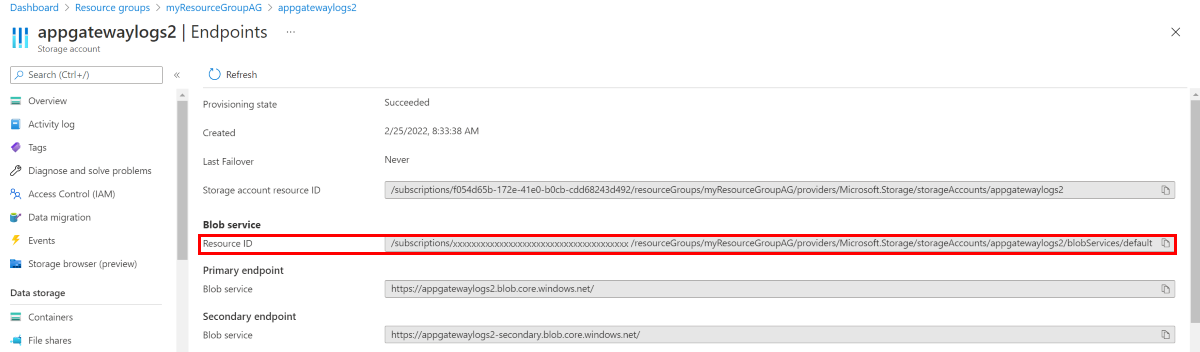 Dashboard > Resource groups > myResourceGroupAG > appgatewaylogs2
appgatewaylogs2 | Endpoints ...
Storage account
Search (Ctrl+/)
«
Refresh
Overview
Activity log
Tags
Diagnose and solve problems
Access Control (IAM)
Data migration
Events
Storage browser (preview)
Data storage
Containers
File shares
Provisioning state Succeeded
Created 2/25/2022, 8:33:38 AM
Last Failover Never
Storage account resource ID /subscriptions/f054d65b-172e-41e0-b0cb-cdd68243d492/resourceGroups/myResourceGroupAG/providers/Microsoft.Storage/storageAccounts/appgatewaylogs2
Blob service
Resource ID /subscriptions/xxxxxxxxxxxxxxxxxxxxxxxxxxxxxxxxxxxxxx /resourceGroups/myResourceGroupAG/providers/Microsoft.Storage/storageAccounts/appgatewaylogs2/blobServices/default
Primary endpoint
Blob service https://appgatewaylogs2.blob.core.windows.net/
Secondary endpoint
Blob service https://appgatewaylogs2-secondary.blob.core.windows.net/